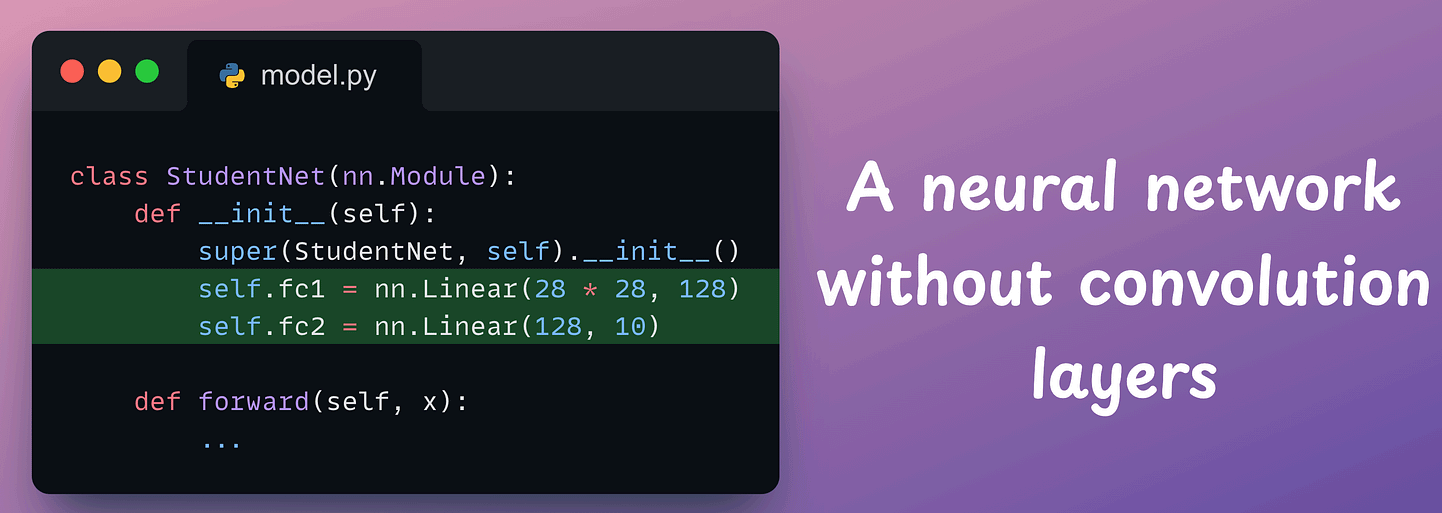 model.py
class StudentNet(nn.Module):
    def __init__(self):
        super(StudentNet, self).__init__()
        self.fc1 = nn.Linear(28 * 28, 128)
        self.fc2 = nn.Linear(128, 10)
    def forward(self, x):
        ...
A neural network
without convolution
layers